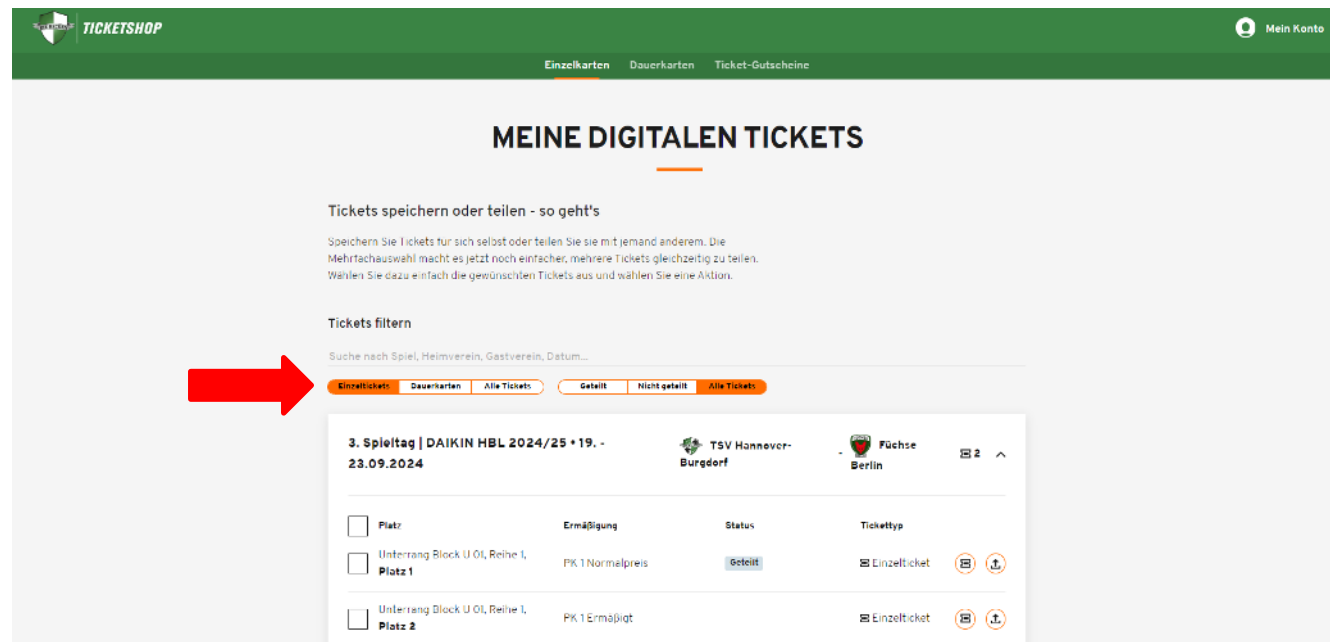 TICKETSHOP
Mein Konto
Einzelkarten Dauerkarten Ticket-Gutscheine
MEINE DIGITALEN TICKETS
Tickets speichern oder teilen - so geht's
Speichern Sie Tickets für sich selbst oder teilen Sie sie mit jemand anderem. Die
Mehrfachauswahl macht es jetzt noch einfacher, mehrere Tickets gleichzeitig zu teilen.
Wählen Sie dazu einfach die gewünschten Tickets aus und wählen Sie eine Aktion.
Tickets filtern
Suche nach Spiel, Heimverein, Gastverein, Datum...
Einzeltickets Dauerkarten Alle Tickets Geteilt Nicht geteilt Alle Tickets
3. Spieltag | DAIKIN HBL 2024/25 • 19. -
23.09.2024
TSV Hannover-
Burgdorf
- Füchse
Berlin
2
Platz Ermäßigung Status Tickettyp
Unterrang Block U 01, Reihe 1,
Platz 1
PK 1 Normalpreis Geteilt Einzelticket
Unterrang Block U 01, Reihe 1,
Platz 2
PK 1 Ermäßigt Einzelticket